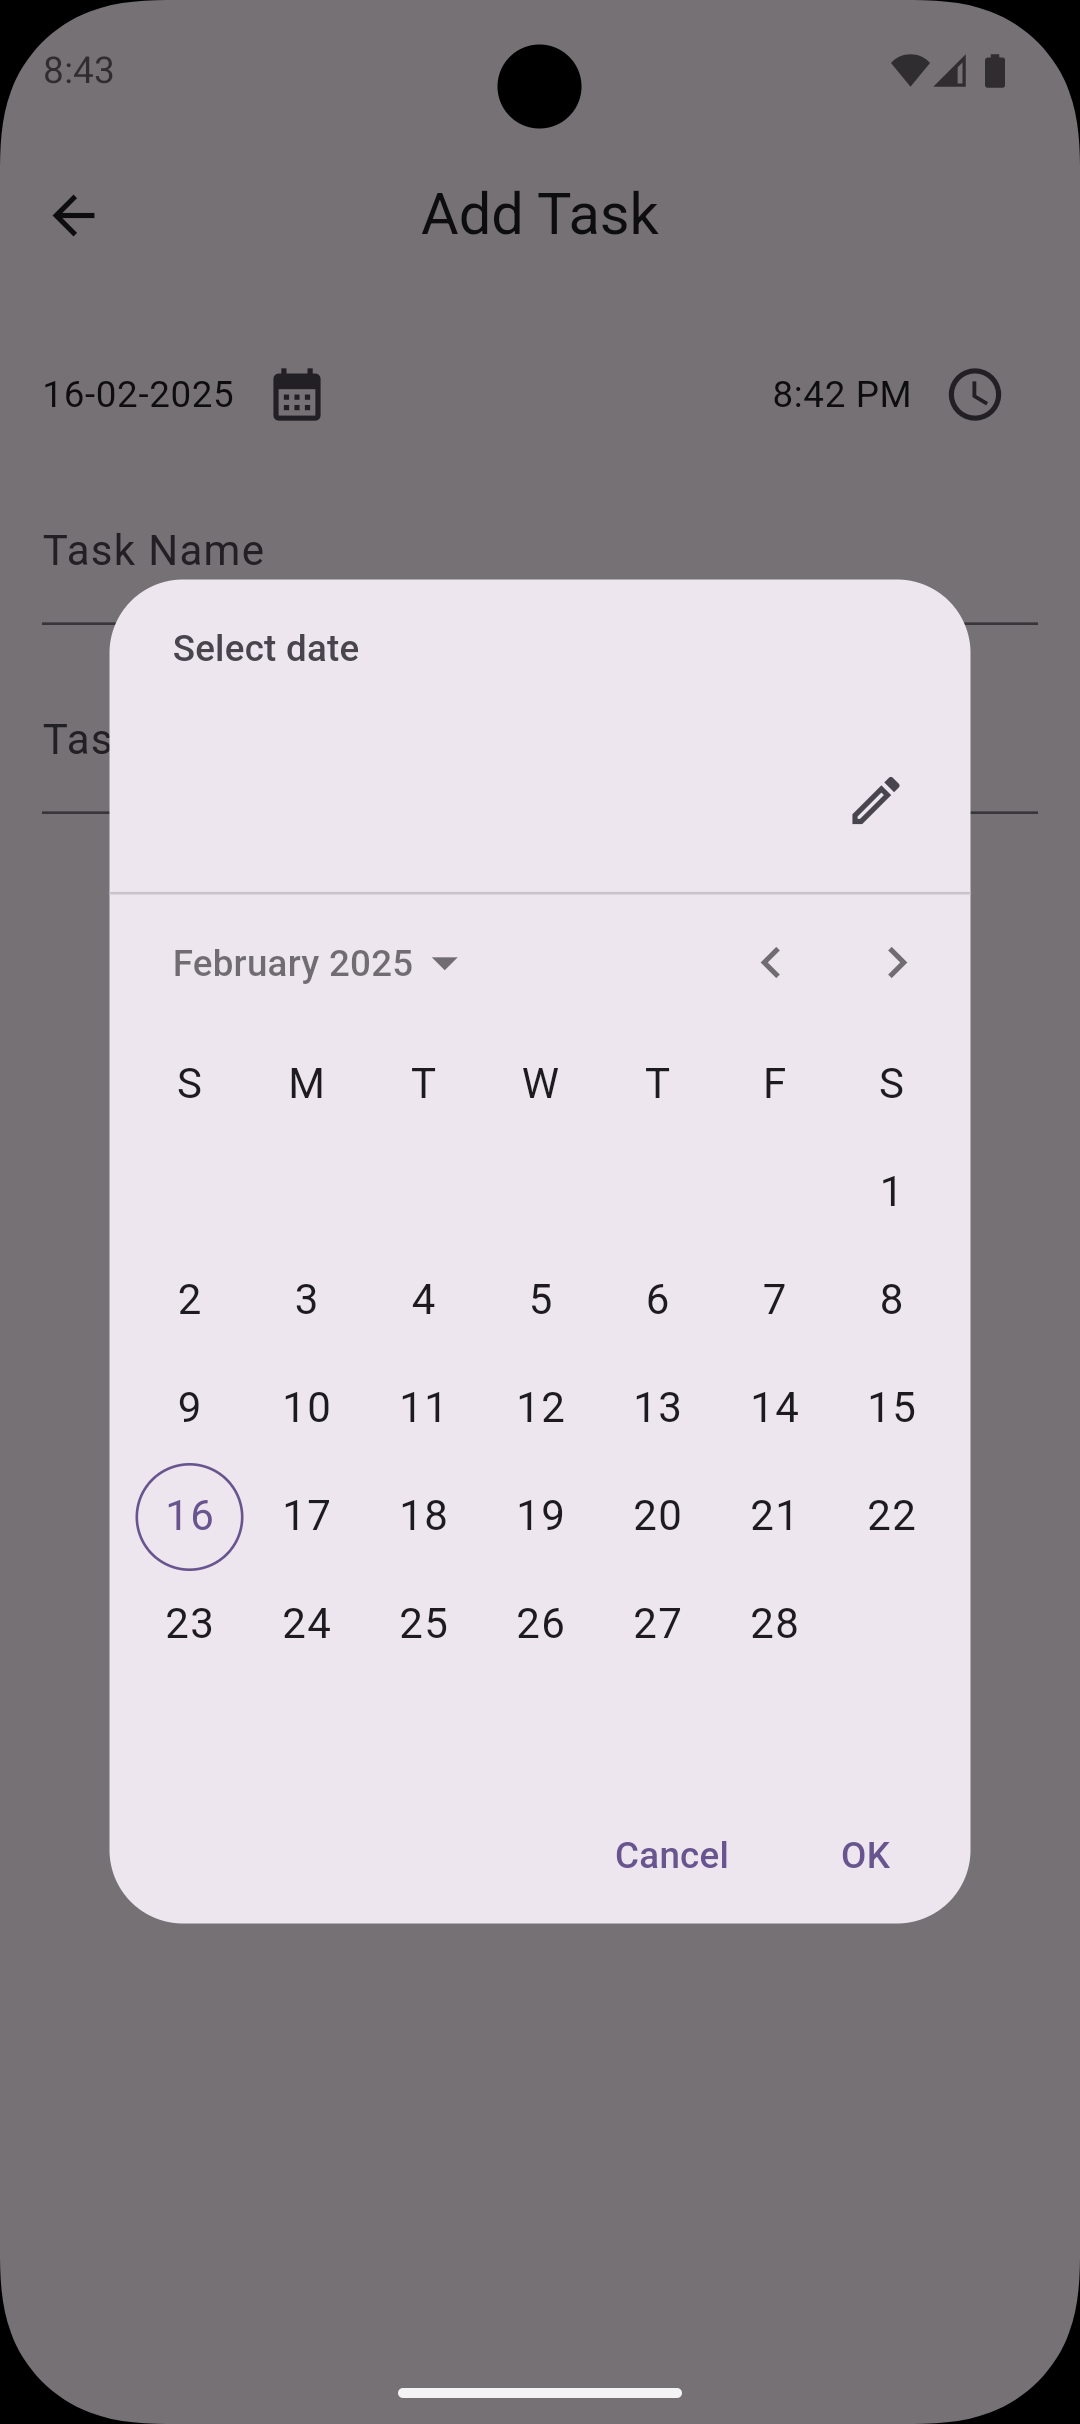 8:43
Add Task
16-02-2025 8:42 PM
Task Name
Select date
Tas
February 2025
S M T W T F S
1
2 3 4 5 6 7 8
9 10 11 12 13 14 15
16 17 18 19 20 21 22
23 24 25 26 27 28
Cancel OK